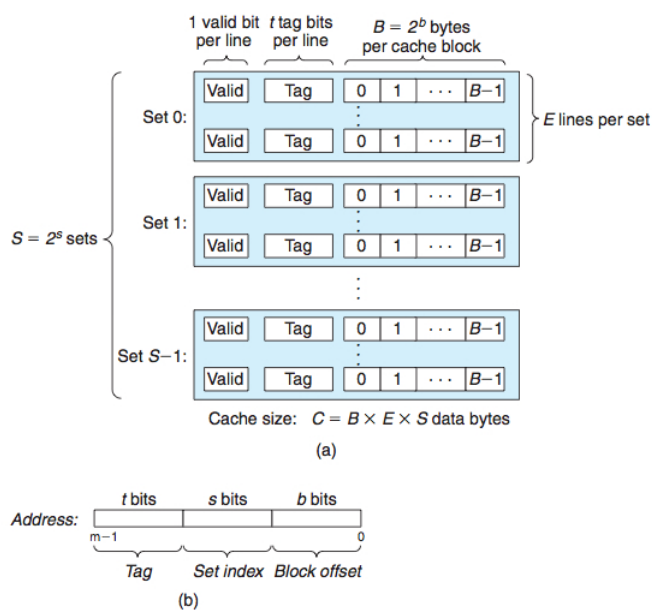 1 valid bit per line
t tag bits per line
B = 2^b bytes per cache block
Set 0:
Valid Tag 0 1 · · · B−1
⋮
Valid Tag 0 1 · · · B−1
E lines per set
Set 1:
Valid Tag 0 1 · · · B−1
⋮
Valid Tag 0 1 · · · B−1
S = 2^s sets
⋮
Set S−1:
Valid Tag 0 1 · · · B−1
⋮
Valid Tag 0 1 · · · B−1
Cache size: C = B × E × S data bytes
(a)
t bits s bits b bits
Address:
m−1 0
Tag Set index Block offset
(b)